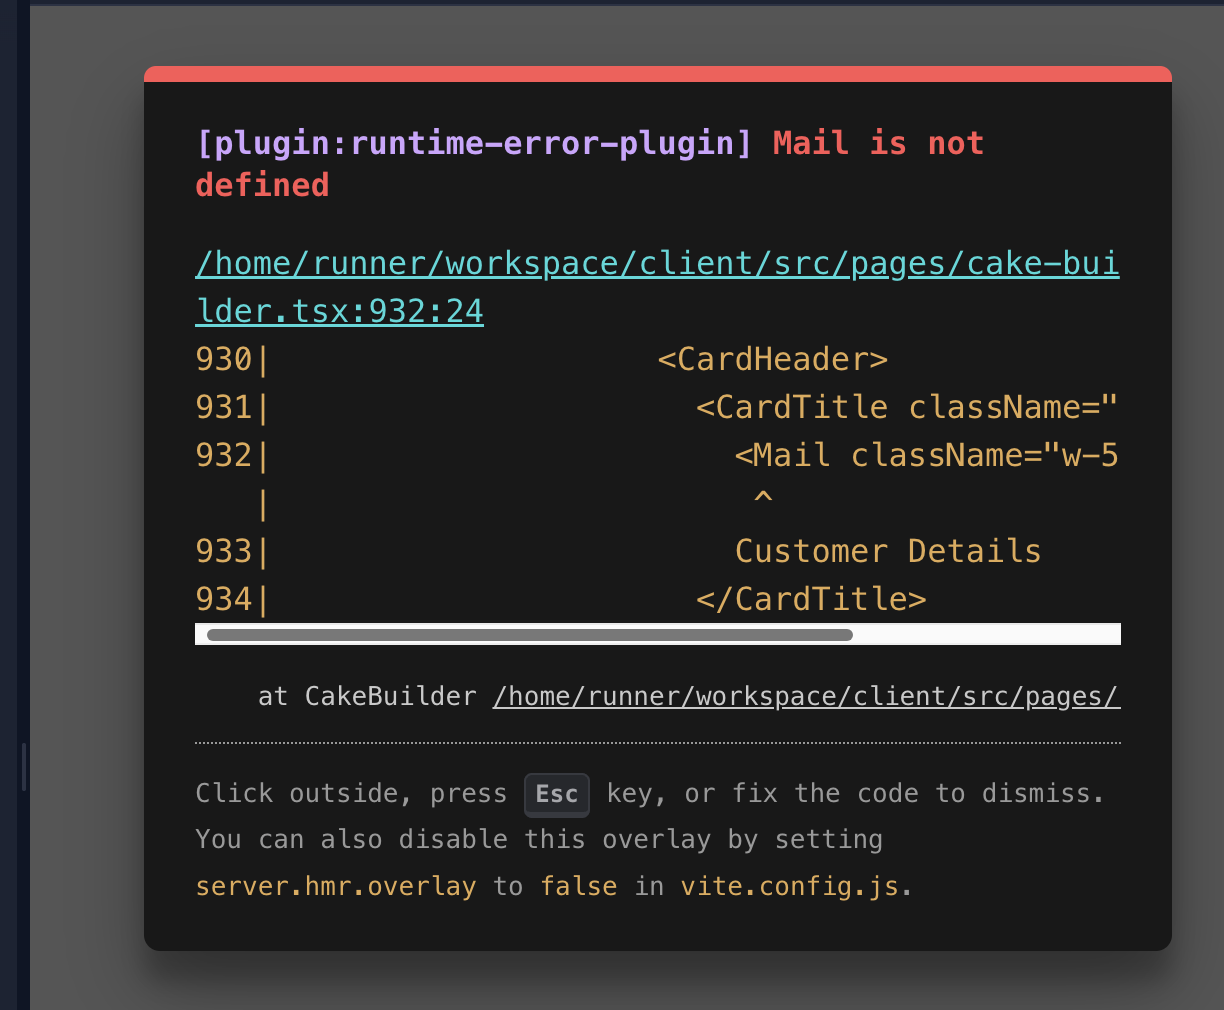 [plugin:runtime-error-plugin] Mail is not
defined
/home/runner/workspace/client/src/pages/cake-bui
lder.tsx:932:24
930|                    <CardHeader>
931|                      <CardTitle className="
932|                        <Mail className="w-5
   |                         ^
933|                        Customer Details
934|                      </CardTitle>
at CakeBuilder /home/runner/workspace/client/src/pages/
Click outside, press Esc key, or fix the code to dismiss.
You can also disable this overlay by setting
server.hmr.overlay to false in vite.config.js.